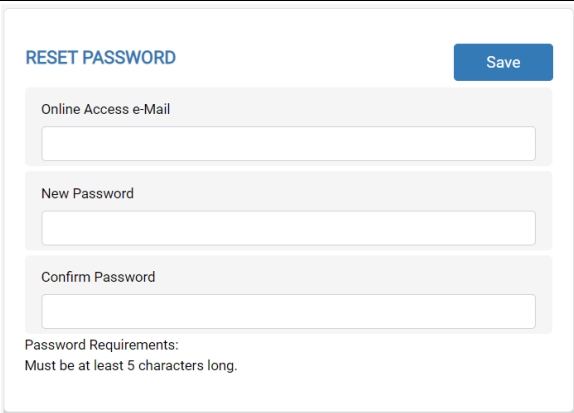 RESET PASSWORD
Save
Online Access e-Mail
New Password
Confirm Password
Password Requirements:
Must be at least 5 characters long.